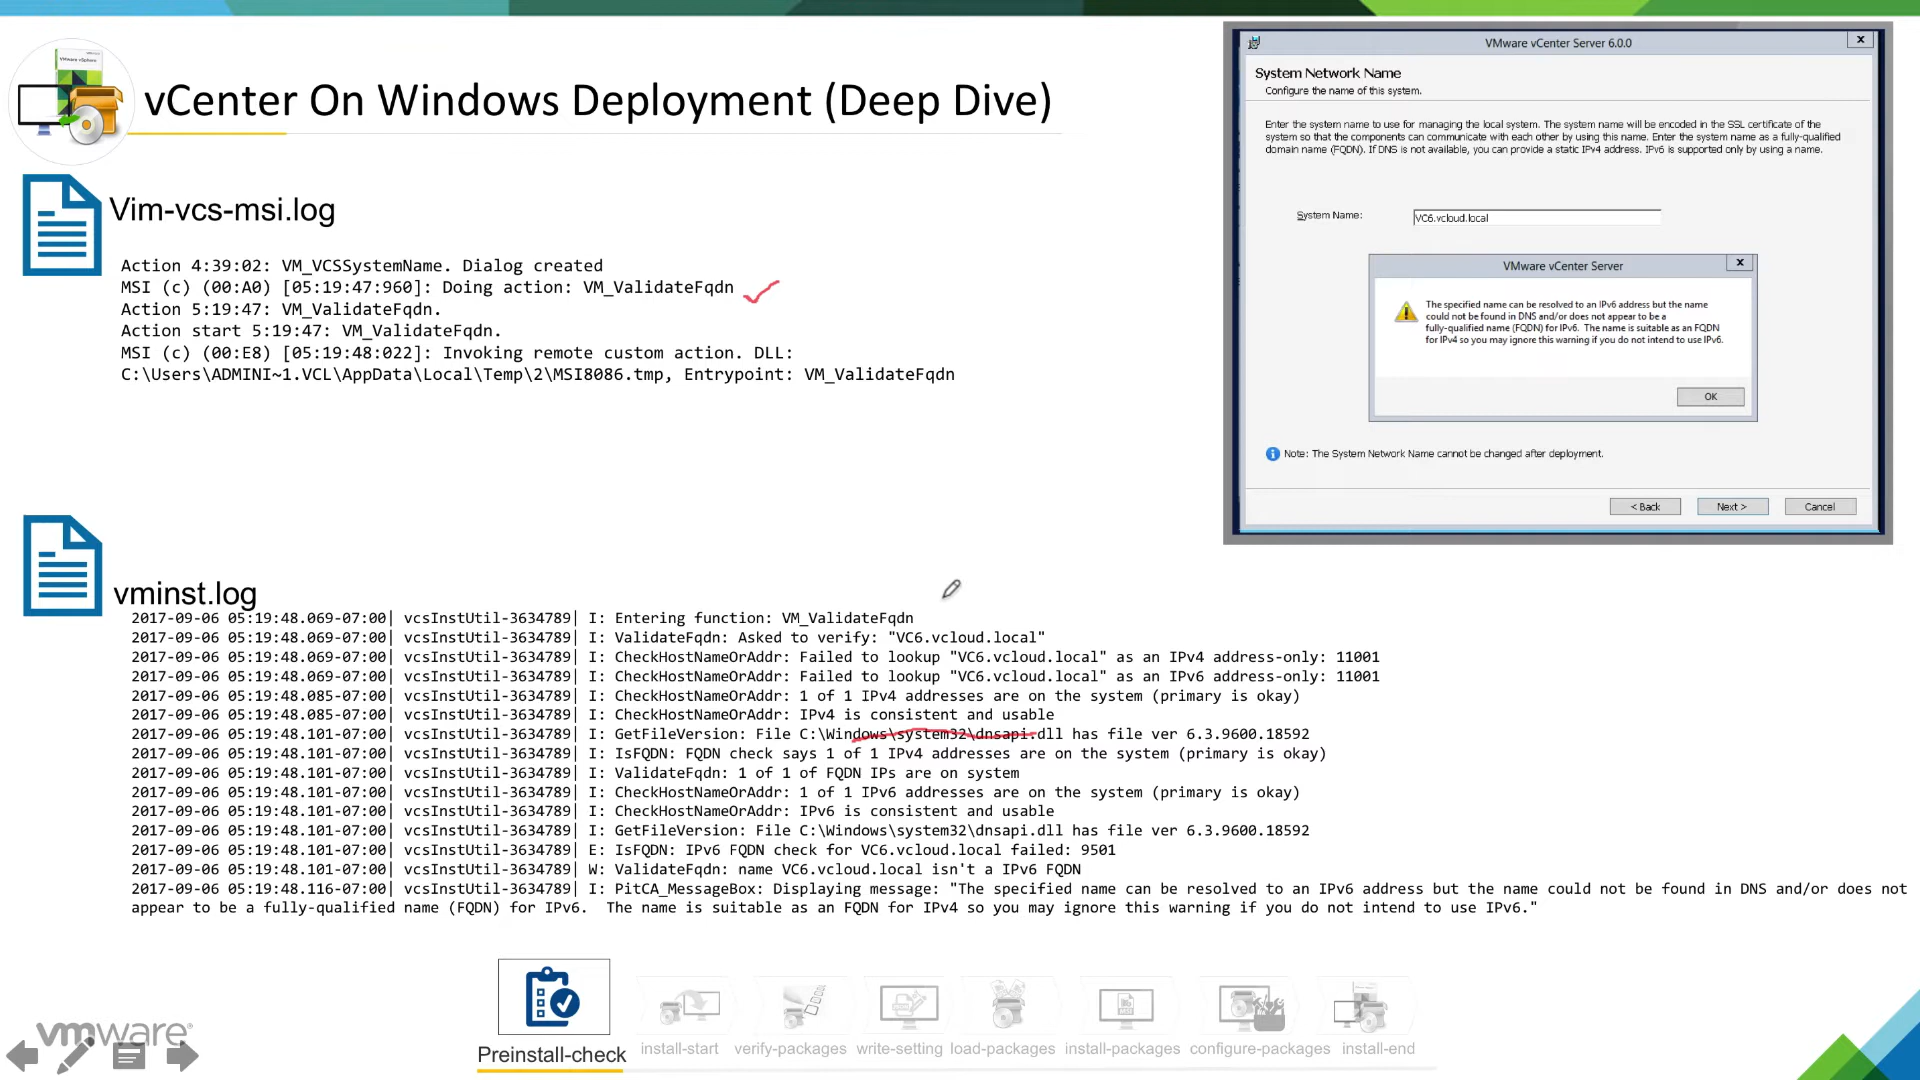 vCenter On Windows Deployment (Deep Dive)
Vim-vcs-msi.log
Action 4:39:02: VM_VCSSystemName. Dialog created
MSI (c) (00:A0) [05:19:47:960]: Doing action: VM_ValidateFqdn
Action 5:19:47: VM_ValidateFqdn.
Action start 5:19:47: VM_ValidateFqdn.
MSI (c) (00:E8) [05:19:48:022]: Invoking remote custom action. DLL:
C:\Users\ADMINI~1.VCL\AppData\Local\Temp\2\MSI8086.tmp, Entrypoint: VM_ValidateFqdn
VMware vCenter Server 6.0.0
System Network Name
Configure the name of this system.
Enter the system name to use for managing the local system. The system name will be encoded in the SSL certificate of the
system so that the components can communicate with each other by using this name. Enter the system name as a fully-qualified
domain name (FQDN). If DNS is not available, you can provide a static IPv4 address. IPv6 is supported only by using a name.
System Name:
VC6.vcloud.local
VMware vCenter Server
The specified name can be resolved to an IPv6 address but the name
could not be found in DNS and/or does not appear to be a
fully-qualified name (FQDN) for IPv6. The name is suitable as an FQDN
for IPv4 so you may ignore this warning if you do not intend to use IPv6.
OK
Note: The System Network Name cannot be changed after deployment.
< Back
Next >
Cancel
vminst.log
2017-09-06 05:19:48.069-07:00| vcsInstUtil-3634789| I: Entering function: VM_ValidateFqdn
2017-09-06 05:19:48.069-07:00| vcsInstUtil-3634789| I: ValidateFqdn: Asked to verify: "VC6.vcloud.local"
2017-09-06 05:19:48.069-07:00| vcsInstUtil-3634789| I: CheckHostNameOrAddr: Failed to lookup "VC6.vcloud.local" as an IPv4 address-only: 11001
2017-09-06 05:19:48.069-07:00| vcsInstUtil-3634789| I: CheckHostNameOrAddr: Failed to lookup "VC6.vcloud.local" as an IPv6 address-only: 11001
2017-09-06 05:19:48.085-07:00| vcsInstUtil-3634789| I: CheckHostNameOrAddr: 1 of 1 IPv4 addresses are on the system (primary is okay)
2017-09-06 05:19:48.085-07:00| vcsInstUtil-3634789| I: CheckHostNameOrAddr: IPv4 is consistent and usable
2017-09-06 05:19:48.101-07:00| vcsInstUtil-3634789| I: GetFileVersion: File C:\Windows\system32\dnsapi.dll has file ver 6.3.9600.18592
2017-09-06 05:19:48.101-07:00| vcsInstUtil-3634789| I: IsFQDN: FQDN check says 1 of 1 IPv4 addresses are on the system (primary is okay)
2017-09-06 05:19:48.101-07:00| vcsInstUtil-3634789| I: ValidateFqdn: 1 of 1 of FQDN IPs are on system
2017-09-06 05:19:48.101-07:00| vcsInstUtil-3634789| I: CheckHostNameOrAddr: 1 of 1 IPv6 addresses are on the system (primary is okay)
2017-09-06 05:19:48.101-07:00| vcsInstUtil-3634789| I: CheckHostNameOrAddr: IPv6 is consistent and usable
2017-09-06 05:19:48.101-07:00| vcsInstUtil-3634789| I: GetFileVersion: File C:\Windows\system32\dnsapi.dll has file ver 6.3.9600.18592
2017-09-06 05:19:48.101-07:00| vcsInstUtil-3634789| E: IsFQDN: IPv6 FQDN check for VC6.vcloud.local failed: 9501
2017-09-06 05:19:48.101-07:00| vcsInstUtil-3634789| W: ValidateFqdn: name VC6.vcloud.local isn't a IPv6 FQDN
2017-09-06 05:19:48.116-07:00| vcsInstUtil-3634789| I: PitCA_MessageBox: Displaying message: "The specified name can be resolved to an IPv6 address but the name could not be found in DNS and/or does not
appear to be a fully-qualified name (FQDN) for IPv6.  The name is suitable as an FQDN for IPv4 so you may ignore this warning if you do not intend to use IPv6."
vmware
Preinstall-check
install-start
verify-packages
write-setting
load-packages
install-packages
configure-packages
install-end